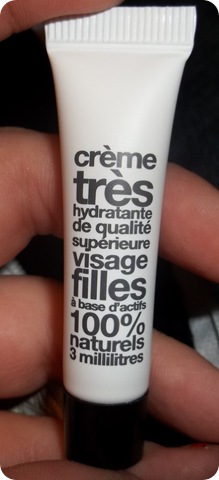 crème
très
hydratante
de qualité
supérieure
visage
filles
à base d'actifs
100%
naturels
3 millilitres